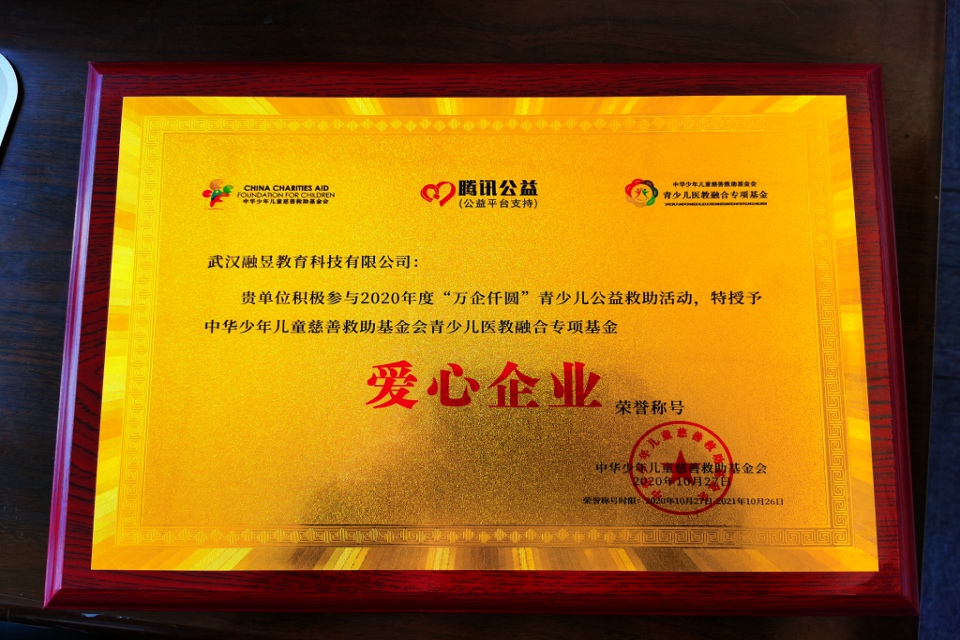 CHINA CHARITIES AID
FOUNDATION FOR CHILDREN
中华少年儿童慈善救助基金会
腾讯公益
(公益平台支持)
中华少年儿童慈善救助基金会
青少儿医教融合专项基金
武汉融昱教育科技有限公司：
贵单位积极参与2020年度“万企仟圆”青少儿公益救助活动，特授予
中华少年儿童慈善救助基金会青少儿医教融合专项基金
爱心企业
荣誉称号
中华少年儿童慈善救助基金会
2020年10月27日
荣誉称号时限：2020年10月27日-2021年10月26日